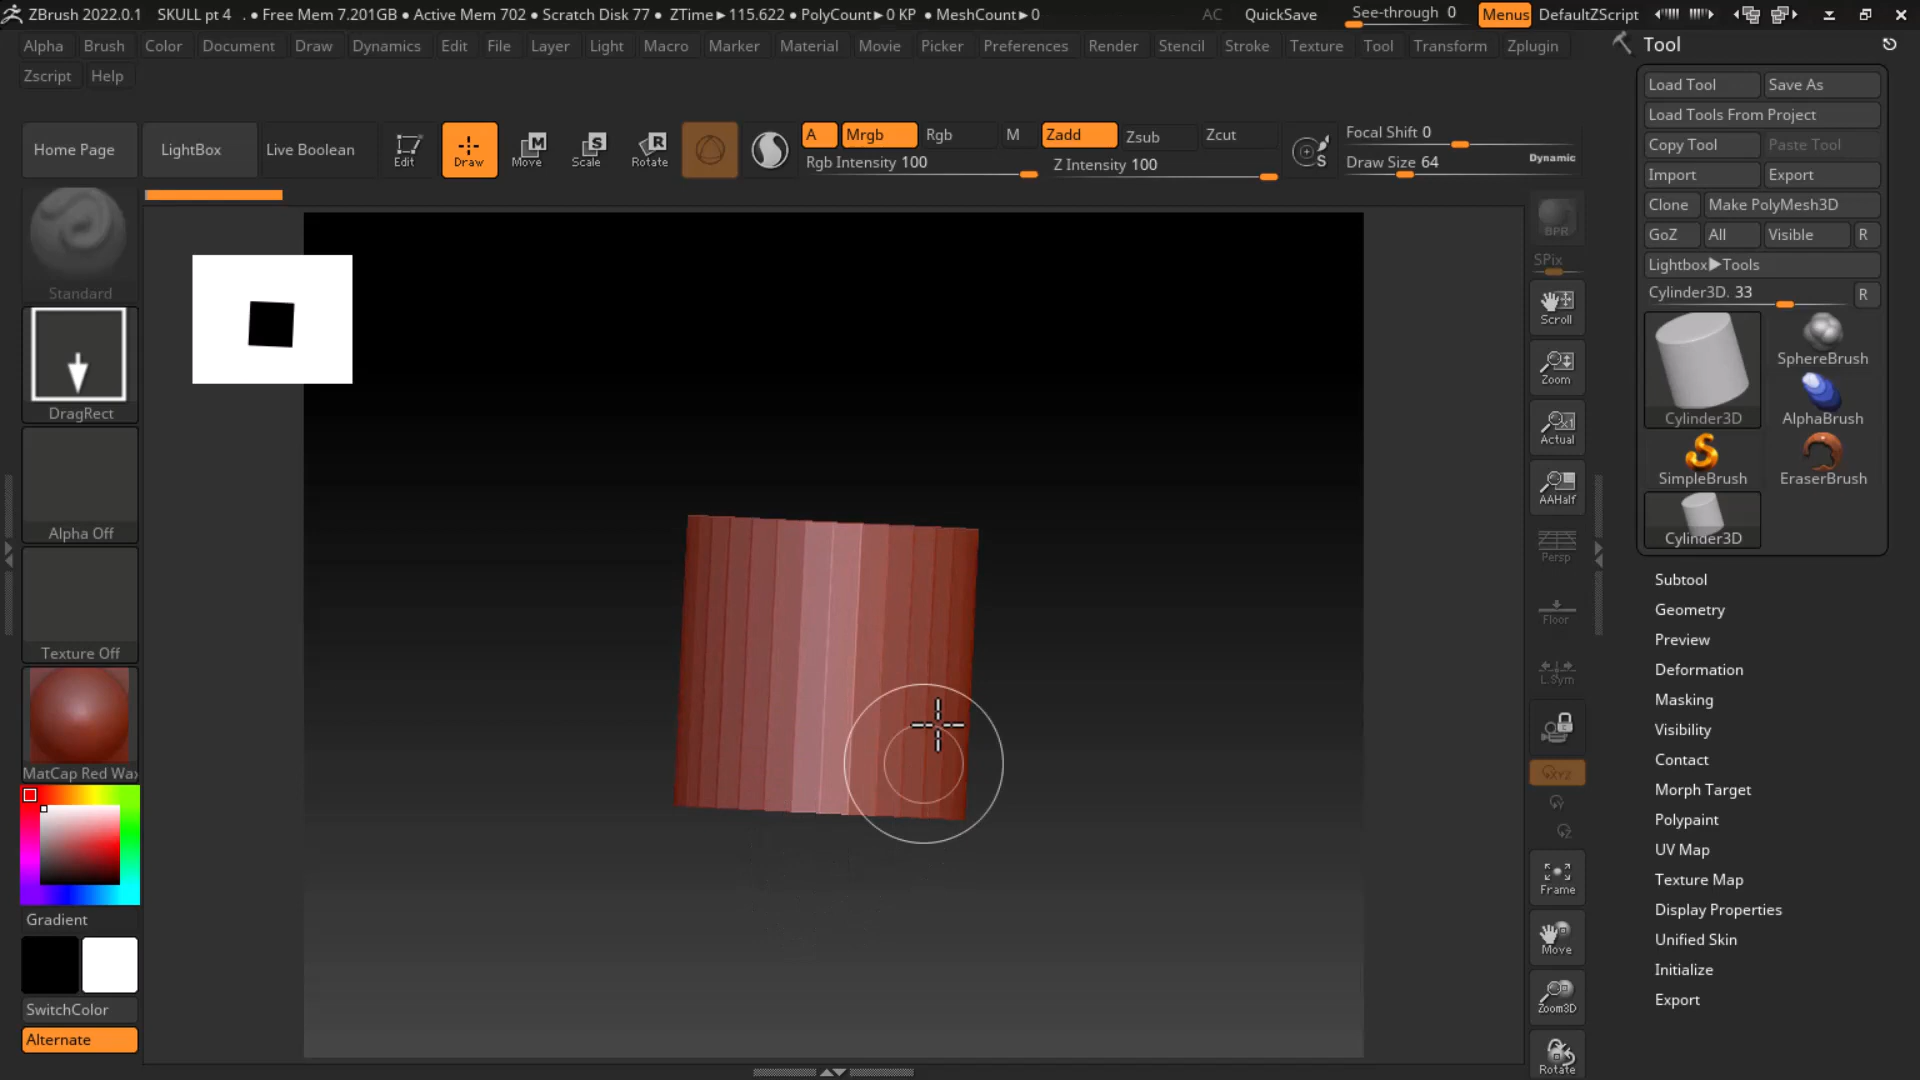 ZBrush 2022.0.1 SKULL pt 4 . • Free Mem 7.201GB • Active Mem 702 • Scratch Disk 77 • ZTime▶115.622 • PolyCount▶0 KP • MeshCount▶0 AC QuickSave See-through 0 Menus DefaultZScript
Alpha Brush Color Document Draw Dynamics Edit File Layer Light Macro Marker Material Movie Picker Preferences Render Stencil Stroke Texture Tool Transform Zplugin
Zscript Help
Home Page LightBox Live Boolean Edit Draw Move Scale Rotate
A Mrgb Rgb M Zadd Zsub Zcut
Rgb Intensity 100 Z Intensity 100
Focal Shift 0
Draw Size 64 Dynamic
Standard
DragRect
Alpha Off
Texture Off
MatCap Red Wax
Gradient
SwitchColor
Alternate
BPR
SPix
Scroll
Zoom
Actual
AAHalf
Persp
Floor
L.Sym
XYZ
Y
Z
Frame
Move
Zoom3D
Rotate
Tool
Load Tool Save As
Load Tools From Project
Copy Tool Paste Tool
Import Export
Clone Make PolyMesh3D
GoZ All Visible R
Lightbox▶Tools
Cylinder3D. 33 R
Cylinder3D SphereBrush
AlphaBrush
SimpleBrush EraserBrush
Cylinder3D
Subtool
Geometry
Preview
Deformation
Masking
Visibility
Contact
Morph Target
Polypaint
UV Map
Texture Map
Display Properties
Unified Skin
Initialize
Export